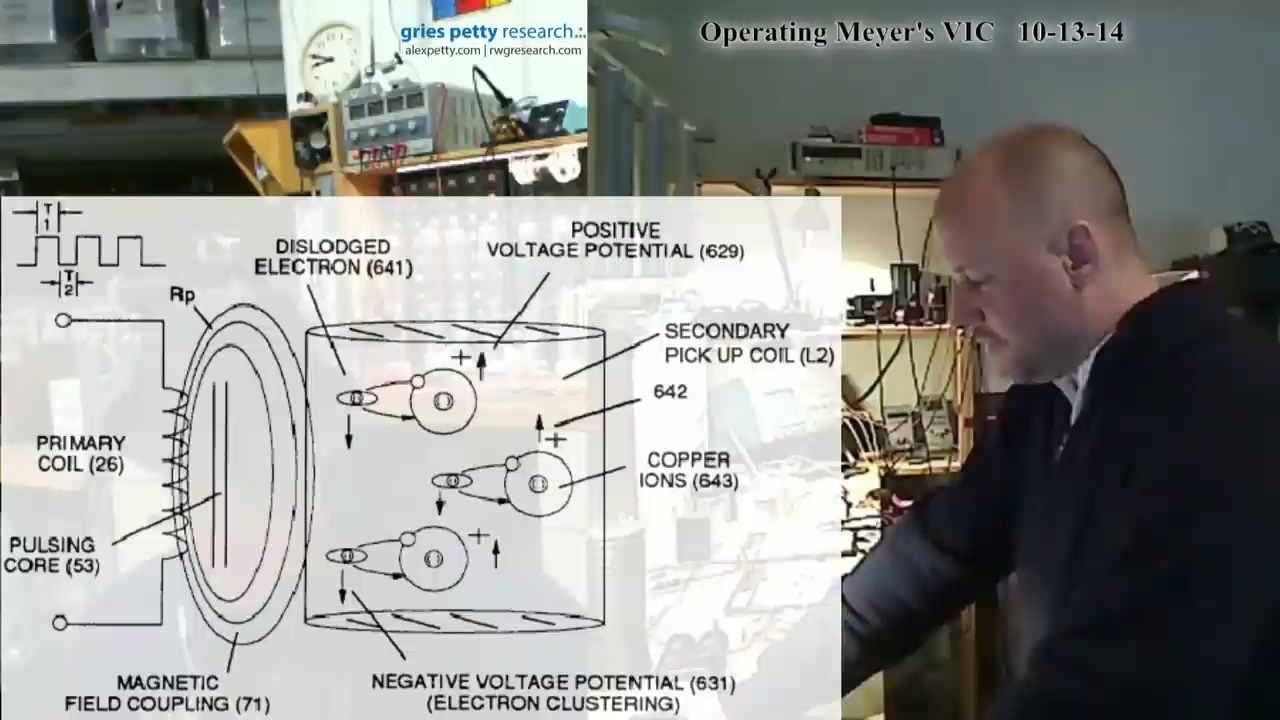 gries petty research.:.
alexpetty.com | rwgresearch.com
Operating Meyer's VIC 10-13-14
T
1
T
2
Rp
DISLODGED
ELECTRON (641)
POSITIVE
VOLTAGE POTENTIAL (629)
SECONDARY
PICK UP COIL (L2)
642
PRIMARY
COIL (26)
COPPER
IONS (643)
PULSING
CORE (53)
MAGNETIC
FIELD COUPLING (71)
NEGATIVE VOLTAGE POTENTIAL (631)
(ELECTRON CLUSTERING)